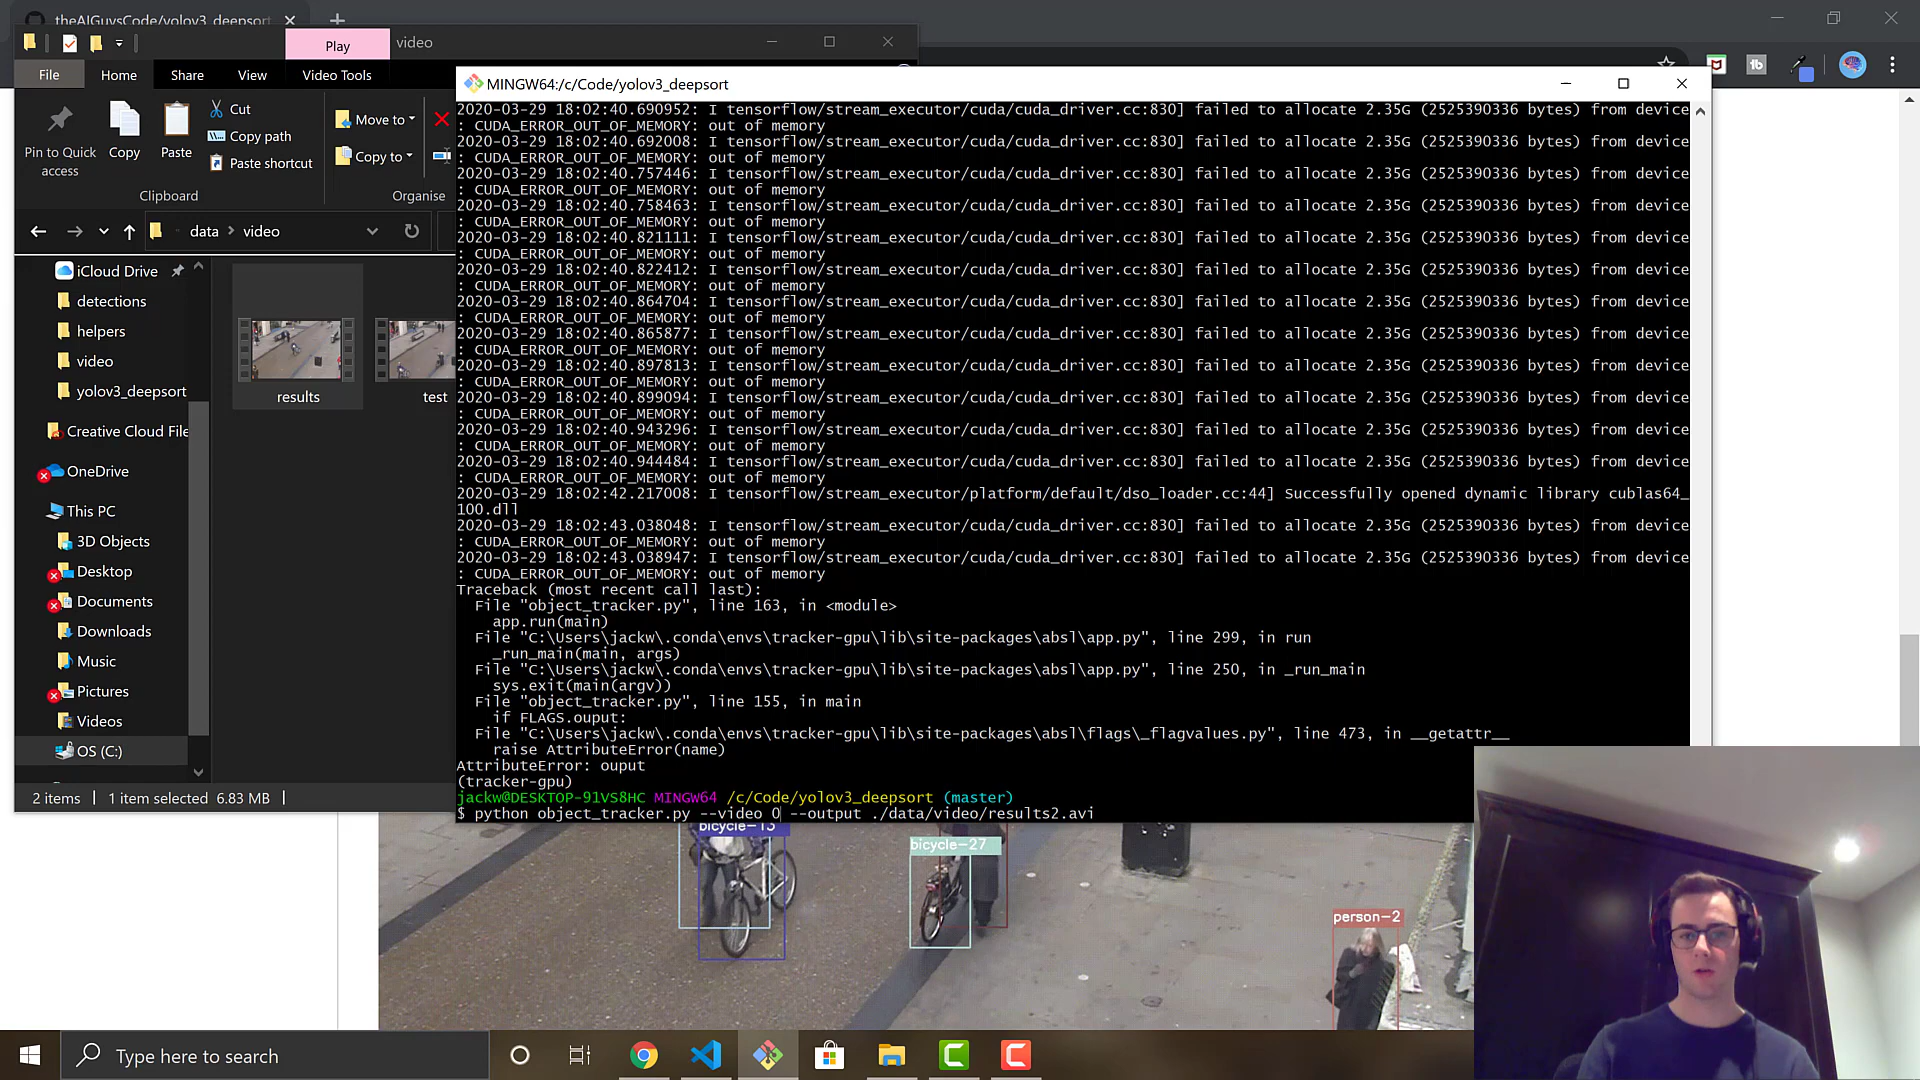 theAIGuysCode/yolov3_deepsort
Play
video
File
Home
Share
View
Video Tools
MINGW64:/c/Code/yolov3_deepsort
Pin to Quick
access
Copy
Paste
Cut
Copy path
Paste shortcut
Move to
Copy to
Clipboard
Organise
data
video
iCloud Drive
detections
helpers
video
yolov3_deepsort
Creative Cloud File
OneDrive
This PC
3D Objects
Desktop
Documents
Downloads
Music
Pictures
Videos
OS (C:)
results
test
2 items
1 item selected 6.83 MB
2020-03-29 18:02:40.690952: I tensorflow/stream_executor/cuda/cuda_driver.cc:830] failed to allocate 2.35G (2525390336 bytes) from device
: CUDA_ERROR_OUT_OF_MEMORY: out of memory
2020-03-29 18:02:40.692008: I tensorflow/stream_executor/cuda/cuda_driver.cc:830] failed to allocate 2.35G (2525390336 bytes) from device
: CUDA_ERROR_OUT_OF_MEMORY: out of memory
2020-03-29 18:02:40.757446: I tensorflow/stream_executor/cuda/cuda_driver.cc:830] failed to allocate 2.35G (2525390336 bytes) from device
: CUDA_ERROR_OUT_OF_MEMORY: out of memory
2020-03-29 18:02:40.758463: I tensorflow/stream_executor/cuda/cuda_driver.cc:830] failed to allocate 2.35G (2525390336 bytes) from device
: CUDA_ERROR_OUT_OF_MEMORY: out of memory
2020-03-29 18:02:40.821111: I tensorflow/stream_executor/cuda/cuda_driver.cc:830] failed to allocate 2.35G (2525390336 bytes) from device
: CUDA_ERROR_OUT_OF_MEMORY: out of memory
2020-03-29 18:02:40.822412: I tensorflow/stream_executor/cuda/cuda_driver.cc:830] failed to allocate 2.35G (2525390336 bytes) from device
: CUDA_ERROR_OUT_OF_MEMORY: out of memory
2020-03-29 18:02:40.864704: I tensorflow/stream_executor/cuda/cuda_driver.cc:830] failed to allocate 2.35G (2525390336 bytes) from device
: CUDA_ERROR_OUT_OF_MEMORY: out of memory
2020-03-29 18:02:40.865877: I tensorflow/stream_executor/cuda/cuda_driver.cc:830] failed to allocate 2.35G (2525390336 bytes) from device
: CUDA_ERROR_OUT_OF_MEMORY: out of memory
2020-03-29 18:02:40.897813: I tensorflow/stream_executor/cuda/cuda_driver.cc:830] failed to allocate 2.35G (2525390336 bytes) from device
: CUDA_ERROR_OUT_OF_MEMORY: out of memory
2020-03-29 18:02:40.899094: I tensorflow/stream_executor/cuda/cuda_driver.cc:830] failed to allocate 2.35G (2525390336 bytes) from device
: CUDA_ERROR_OUT_OF_MEMORY: out of memory
2020-03-29 18:02:40.943296: I tensorflow/stream_executor/cuda/cuda_driver.cc:830] failed to allocate 2.35G (2525390336 bytes) from device
: CUDA_ERROR_OUT_OF_MEMORY: out of memory
2020-03-29 18:02:40.944484: I tensorflow/stream_executor/cuda/cuda_driver.cc:830] failed to allocate 2.35G (2525390336 bytes) from device
: CUDA_ERROR_OUT_OF_MEMORY: out of memory
2020-03-29 18:02:42.217008: I tensorflow/stream_executor/platform/default/dso_loader.cc:44] Successfully opened dynamic library cublas64_
100.dll
2020-03-29 18:02:43.038048: I tensorflow/stream_executor/cuda/cuda_driver.cc:830] failed to allocate 2.35G (2525390336 bytes) from device
: CUDA_ERROR_OUT_OF_MEMORY: out of memory
2020-03-29 18:02:43.038947: I tensorflow/stream_executor/cuda/cuda_driver.cc:830] failed to allocate 2.35G (2525390336 bytes) from device
: CUDA_ERROR_OUT_OF_MEMORY: out of memory
Traceback (most recent call last):
File "object_tracker.py", line 163, in <module>
app.run(main)
File "C:\Users\jackw\.conda\envs\tracker-gpu\lib\site-packages\absl\app.py", line 299, in run
_run_main(main, args)
File "C:\Users\jackw\.conda\envs\tracker-gpu\lib\site-packages\absl\app.py", line 250, in _run_main
sys.exit(main(argv))
File "object_tracker.py", line 155, in main
if FLAGS.ouput:
File "C:\Users\jackw\.conda\envs\tracker-gpu\lib\site-packages\absl\flags\_flagvalues.py", line 473, in __getattr__
raise AttributeError(name)
AttributeError: ouput
(tracker-gpu)
jackw@DESKTOP-91VS8HC MINGW64 /c/Code/yolov3_deepsort (master)
$ python object_tracker.py --video 0 --output ./data/video/results2.avi
bicycle-13
bicycle-27
person-2
Type here to search